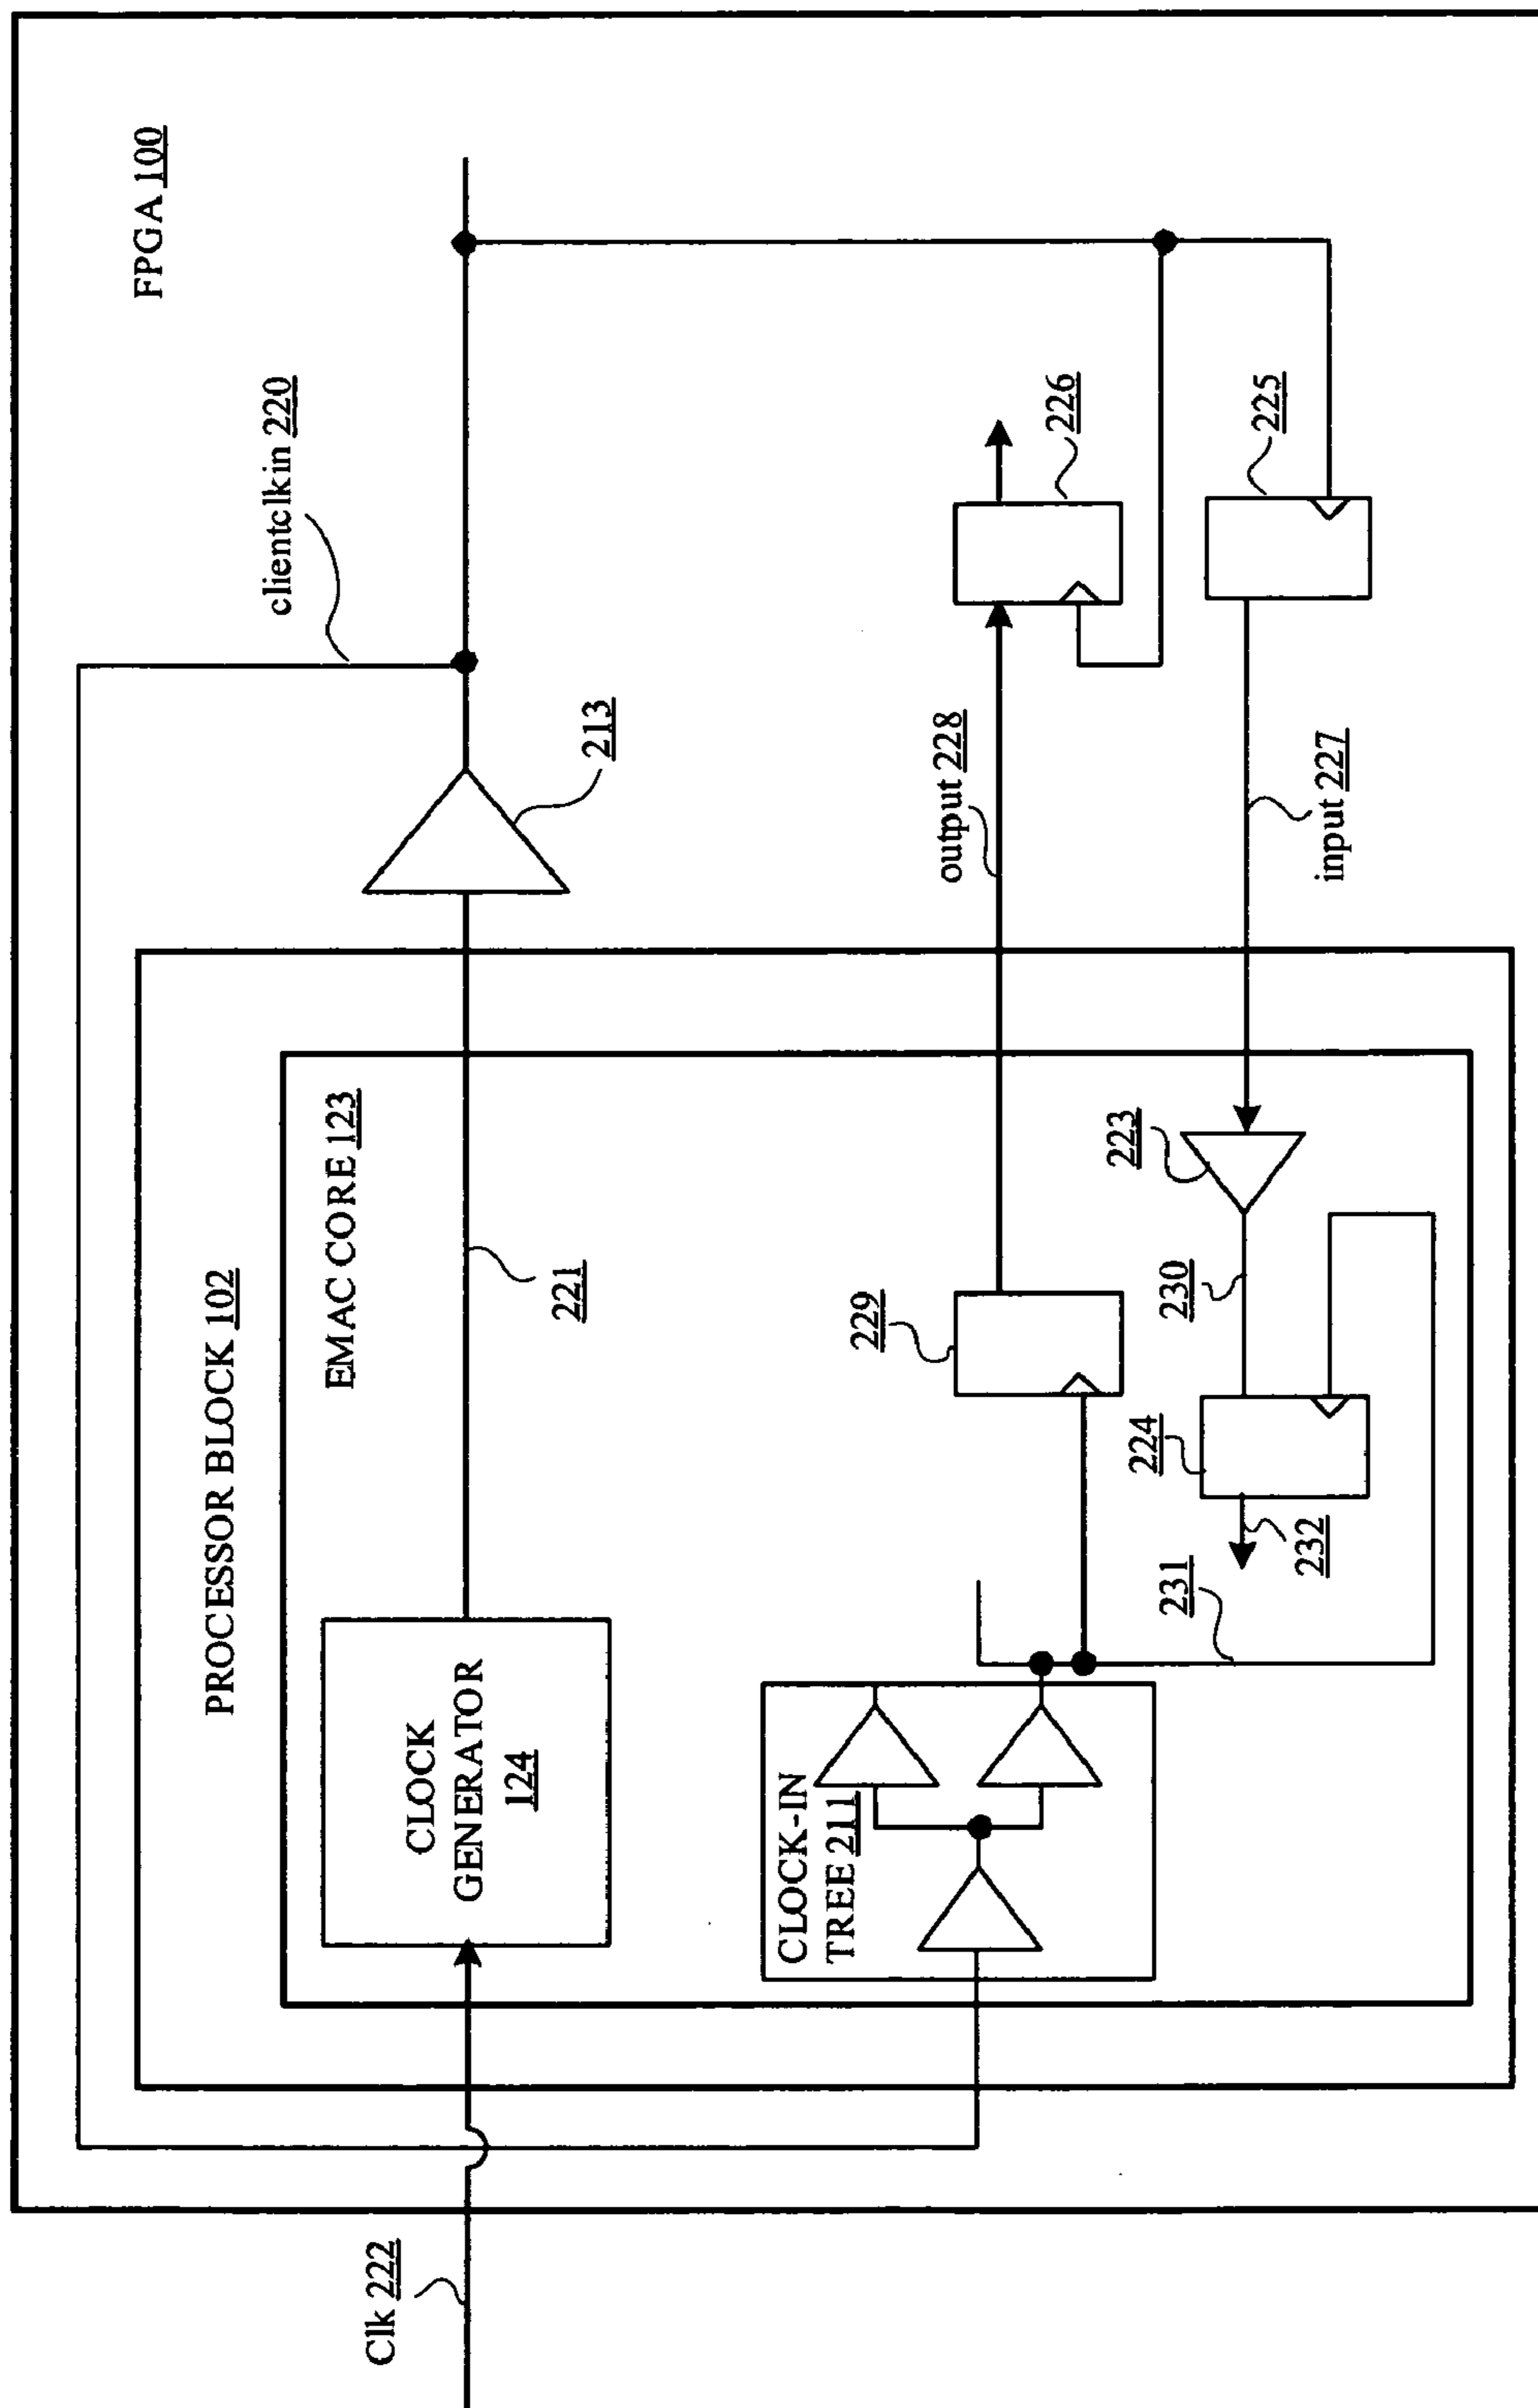 FPGA 100
clientclkin 220
213
226
225
output 228
input 227
PROCESSOR BLOCK 102
EMAC CORE 123
221
223
229
230
224
232
231
CLOCK
GENERATOR
124
CLOCK-IN
TREE 211
Clk 222